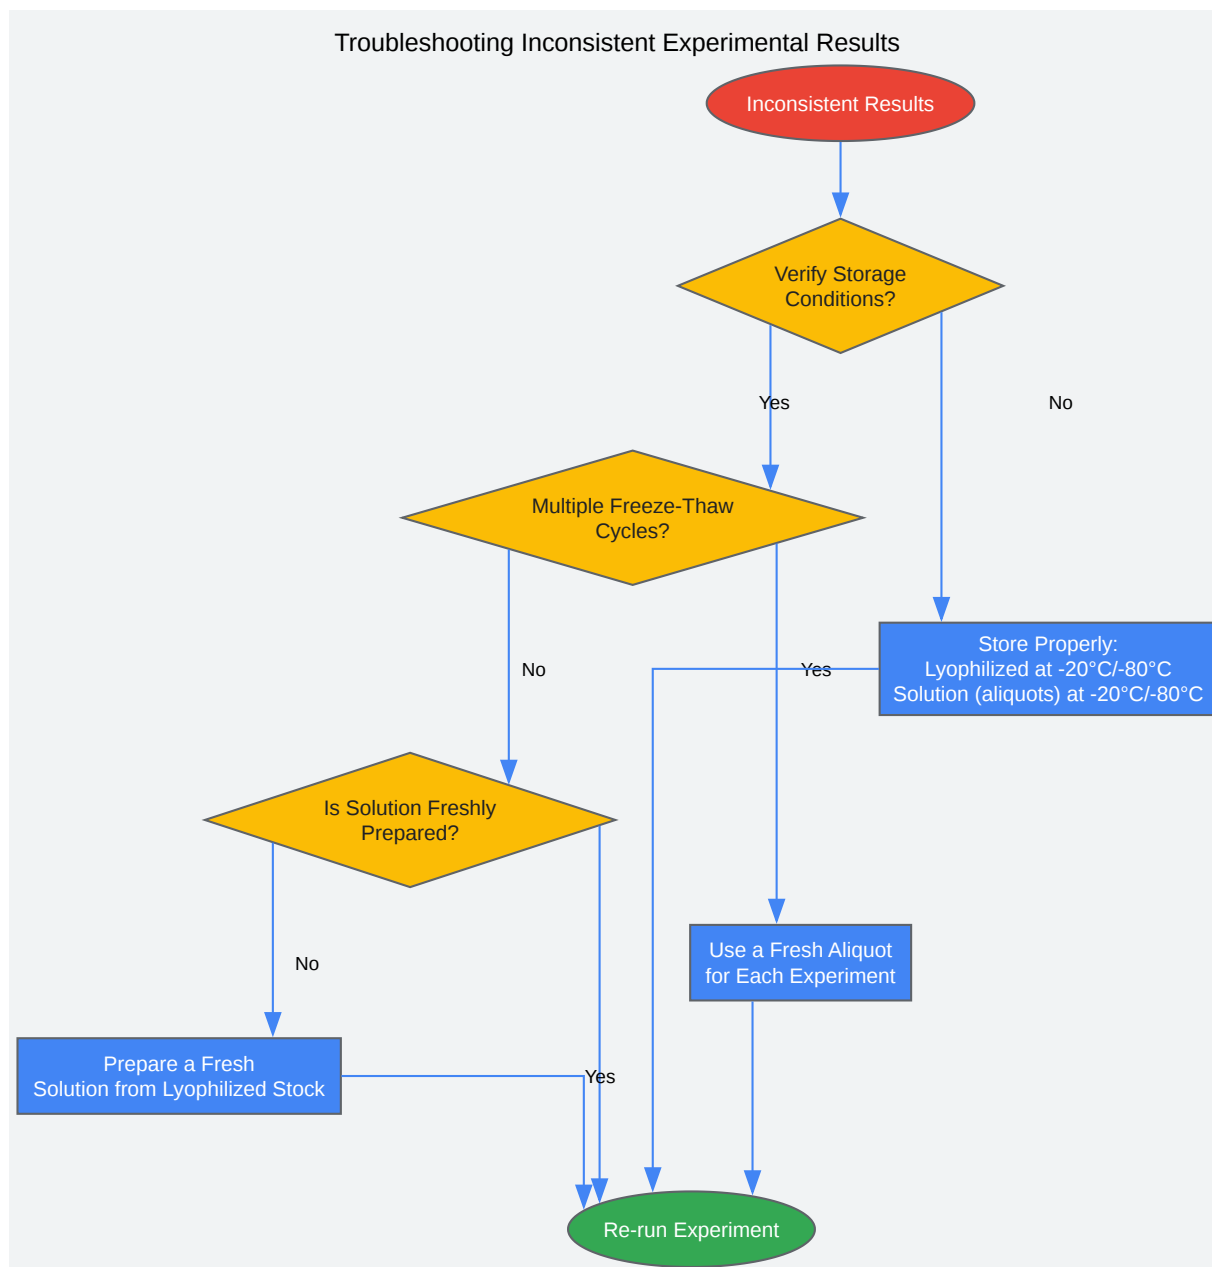 Troubleshooting Inconsistent Experimental Results
Inconsistent Results
Verify Storage
Conditions?
Yes
No
Multiple Freeze-Thaw
Cycles?
Store Properly:
Lyophilized at -20°C/-80°C
Solution (aliquots) at -20°C/-80°C
No
Yes
Is Solution Freshly
Prepared?
Use a Fresh Aliquot
for Each Experiment
No
Prepare a Fresh
Solution from Lyophilized Stock
Yes
Re-run Experiment